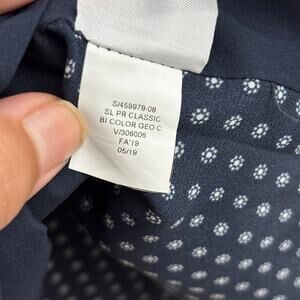 S/459978-08
SL PR CLASSIC
BI COLOR GEO C
V/306006
FA'19
05/19